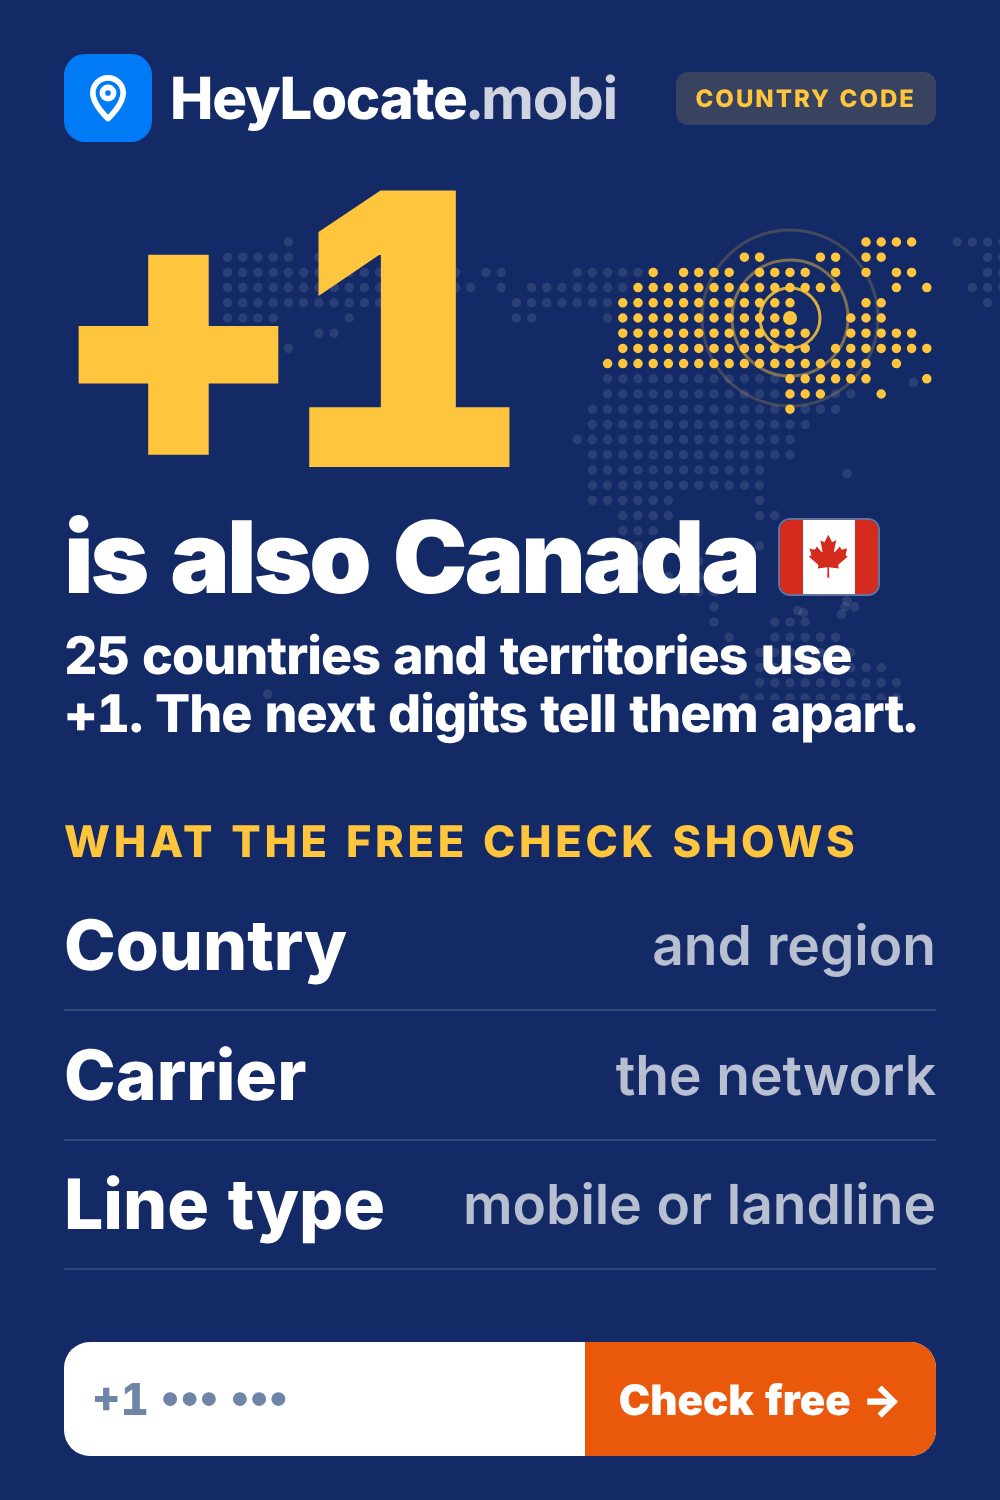 HeyLocate.mobi
COUNTRY CODE
+1
is also Canada
25 countries and territories use
+1. The next digits tell them apart.
WHAT THE FREE CHECK SHOWS
Country and region
Carrier the network
Line type mobile or landline
+1 ••• •••
Check free →